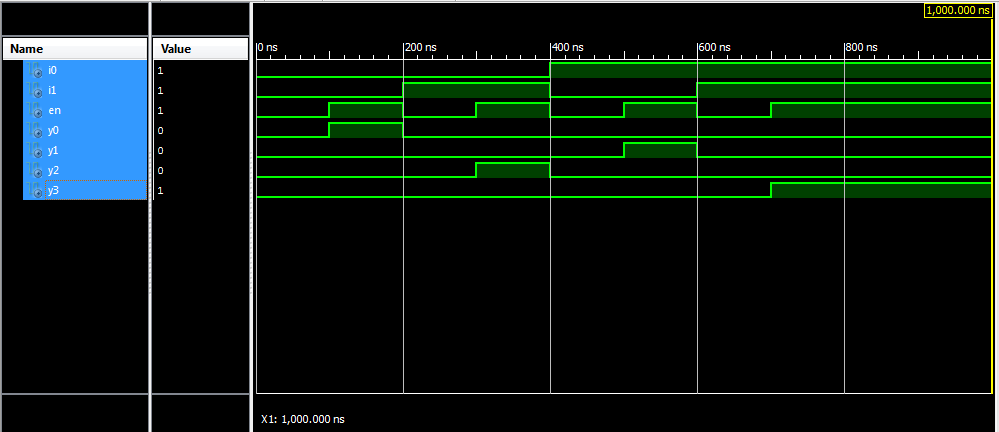 1,000.000 ns
Name Value 0 ns 200 ns 400 ns 600 ns 800 ns
i0 1
i1 1
en 1
y0 0
y1 0
y2 0
y3 1
X1: 1,000.000 ns